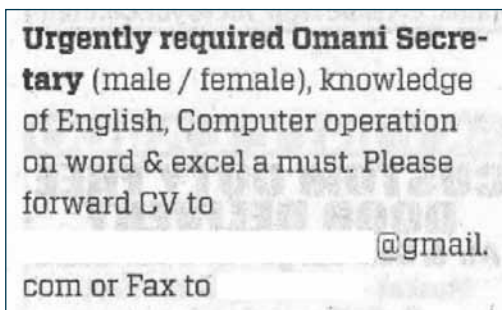 Urgently required Omani Secre-
tary (male / female), knowledge
of English, Computer operation
on word & excel a must. Please
forward CV to
@gmail.
com or Fax to